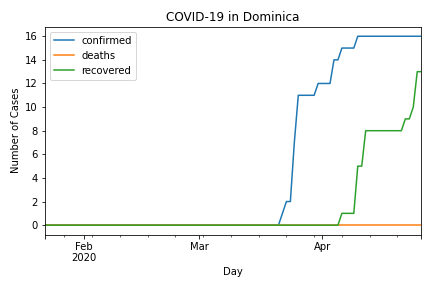 COVID-19 in Dominica
confirmed
deaths
recovered
Number of Cases
16
14
12
10
8
6
4
2
0
Feb
2020
Mar
Apr
Day